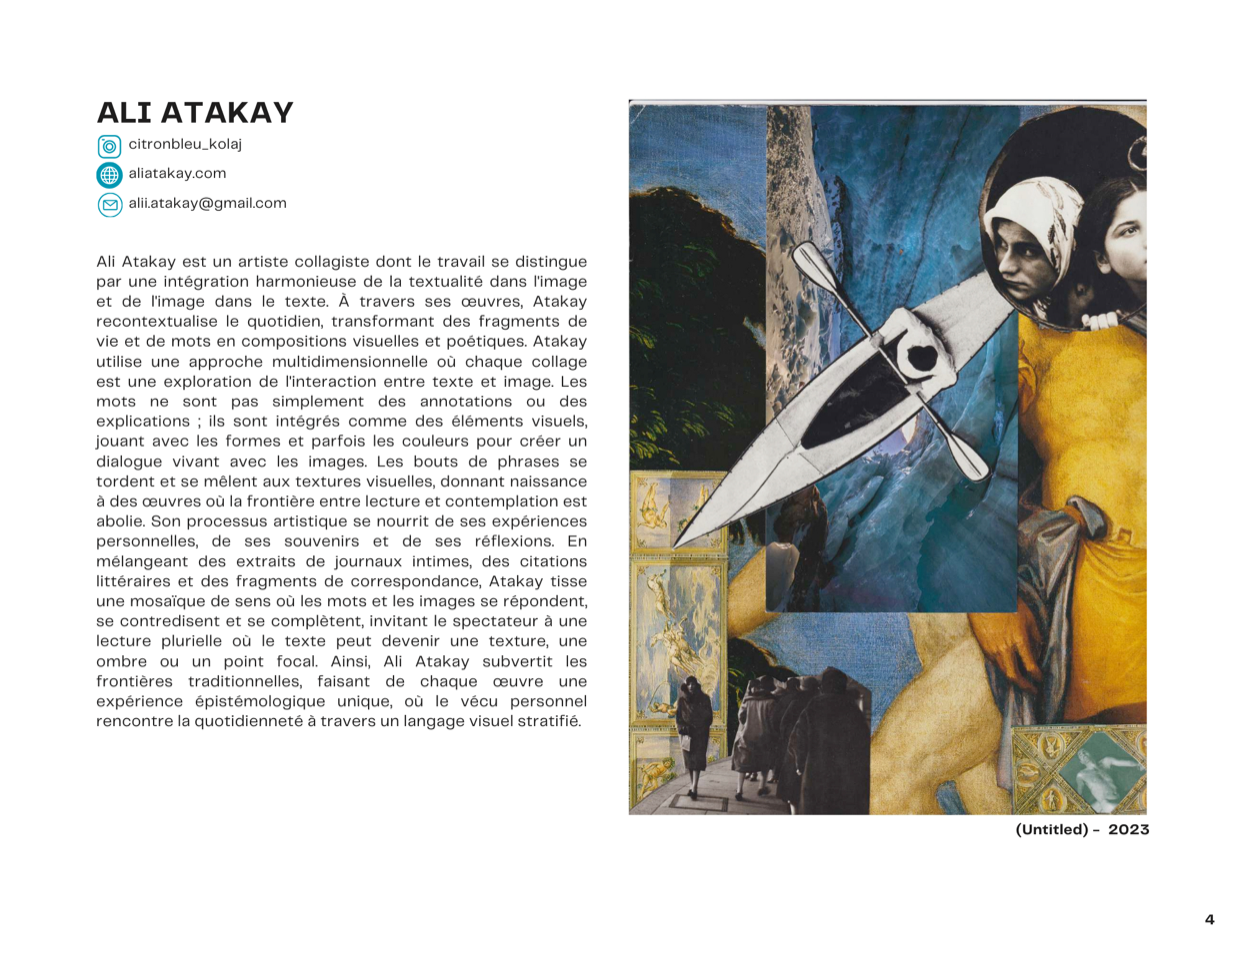 ALI ATAKAY
citronbleu_kolaj
aliatakay.com
alii.atakay@gmail.com
Ali Atakay est un artiste collagiste dont le travail se distingue
par une intégration harmonieuse de la textualité dans l'image
et de l'image dans le texte. À travers ses œuvres, Atakay
recontextualise le quotidien, transformant des fragments de
vie et de mots en compositions visuelles et poétiques. Atakay
utilise une approche multidimensionnelle où chaque collage
est une exploration de l'interaction entre texte et image. Les
mots ne sont pas simplement des annotations ou des
explications ; ils sont intégrés comme des éléments visuels,
jouant avec les formes et parfois les couleurs pour créer un
dialogue vivant avec les images. Les bouts de phrases se
tordent et se mêlent aux textures visuelles, donnant naissance
à des œuvres où la frontière entre lecture et contemplation est
abolie. Son processus artistique se nourrit de ses expériences
personnelles, de ses souvenirs et de ses réflexions. En
mélangeant des extraits de journaux intimes, des citations
littéraires et des fragments de correspondance, Atakay tisse
une mosaïque de sens où les mots et les images se répondent,
se contredisent et se complètent, invitant le spectateur à une
lecture plurielle où le texte peut devenir une texture, une
ombre ou un point focal. Ainsi, Ali Atakay subvertit les
frontières traditionnelles, faisant de chaque œuvre une
expérience épistémologique unique, où le vécu personnel
rencontre la quotidienneté à travers un langage visuel stratifié.
(Untitled) - 2023
4